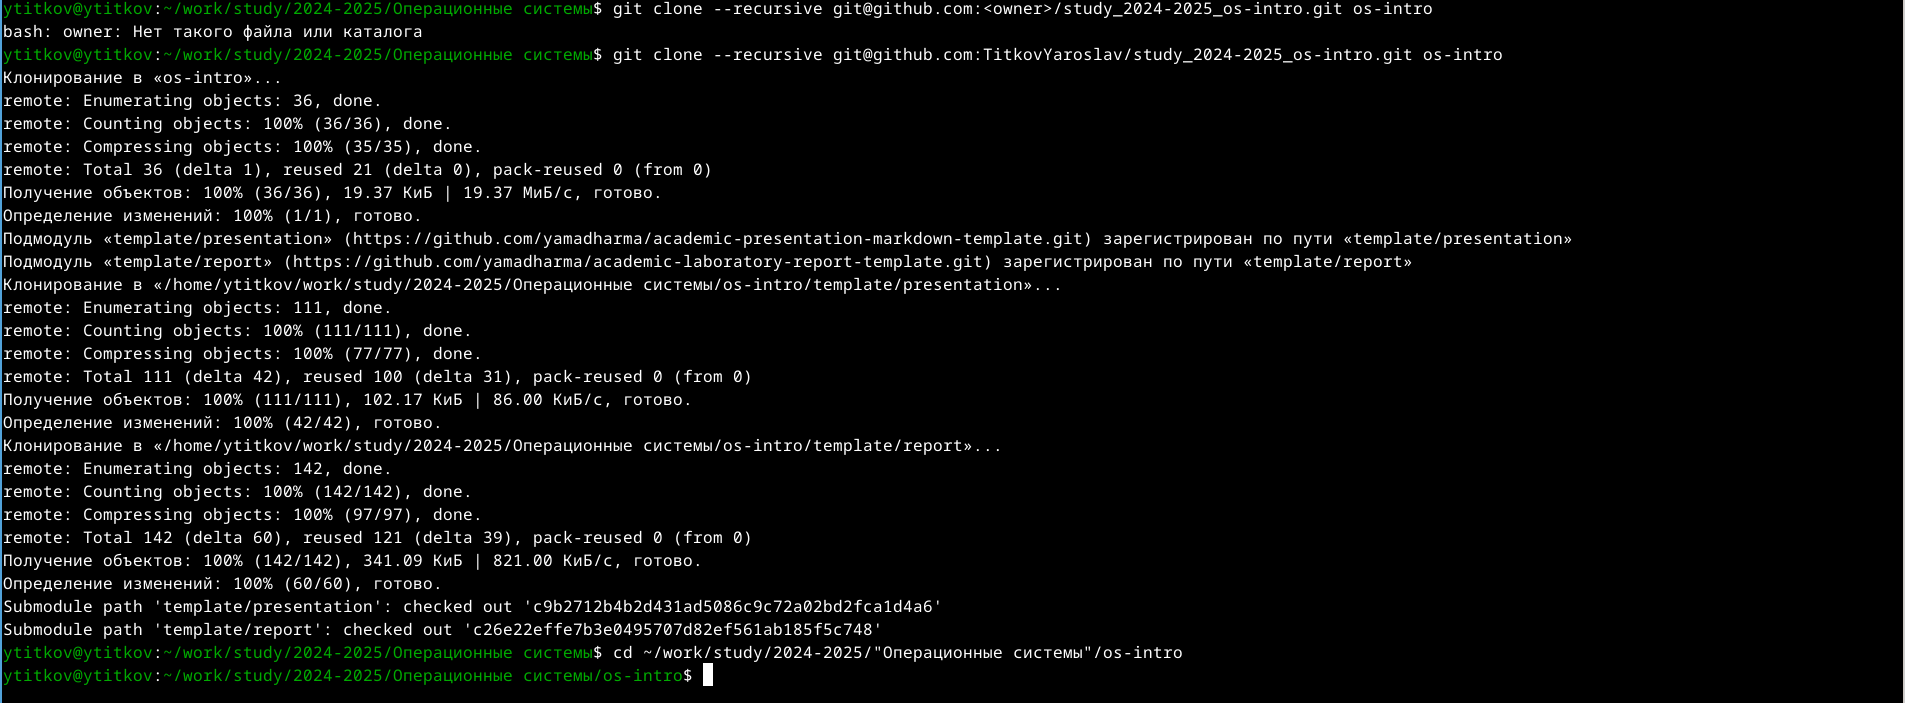 ytitkov@ytitkov:~/work/study/2024-2025/Операционные системы$ git clone --recursive git@github.com:<owner>/study_2024-2025_os-intro.git os-intro
bash: owner: Нет такого файла или каталога
ytitkov@ytitkov:~/work/study/2024-2025/Операционные системы$ git clone --recursive git@github.com:TitkovYaroslav/study_2024-2025_os-intro.git os-intro
Клонирование в «os-intro»...
remote: Enumerating objects: 36, done.
remote: Counting objects: 100% (36/36), done.
remote: Compressing objects: 100% (35/35), done.
remote: Total 36 (delta 1), reused 21 (delta 0), pack-reused 0 (from 0)
Получение объектов: 100% (36/36), 19.37 КиБ | 19.37 МиБ/с, готово.
Определение изменений: 100% (1/1), готово.
Подмодуль «template/presentation» (https://github.com/yamadharma/academic-presentation-markdown-template.git) зарегистрирован по пути «template/presentation»
Подмодуль «template/report» (https://github.com/yamadharma/academic-laboratory-report-template.git) зарегистрирован по пути «template/report»
Клонирование в «/home/ytitkov/work/study/2024-2025/Операционные системы/os-intro/template/presentation»...
remote: Enumerating objects: 111, done.
remote: Counting objects: 100% (111/111), done.
remote: Compressing objects: 100% (77/77), done.
remote: Total 111 (delta 42), reused 100 (delta 31), pack-reused 0 (from 0)
Получение объектов: 100% (111/111), 102.17 КиБ | 86.00 КиБ/с, готово.
Определение изменений: 100% (42/42), готово.
Клонирование в «/home/ytitkov/work/study/2024-2025/Операционные системы/os-intro/template/report»...
remote: Enumerating objects: 142, done.
remote: Counting objects: 100% (142/142), done.
remote: Compressing objects: 100% (97/97), done.
remote: Total 142 (delta 60), reused 121 (delta 39), pack-reused 0 (from 0)
Получение объектов: 100% (142/142), 341.09 КиБ | 821.00 КиБ/с, готово.
Определение изменений: 100% (60/60), готово.
Submodule path 'template/presentation': checked out 'c9b2712b4b2d431ad5086c9c72a02bd2fca1d4a6'
Submodule path 'template/report': checked out 'c26e22effe7b3e0495707d82ef561ab185f5c748'
ytitkov@ytitkov:~/work/study/2024-2025/Операционные системы$ cd ~/work/study/2024-2025/"Операционные системы"/os-intro
ytitkov@ytitkov:~/work/study/2024-2025/Операционные системы/os-intro$